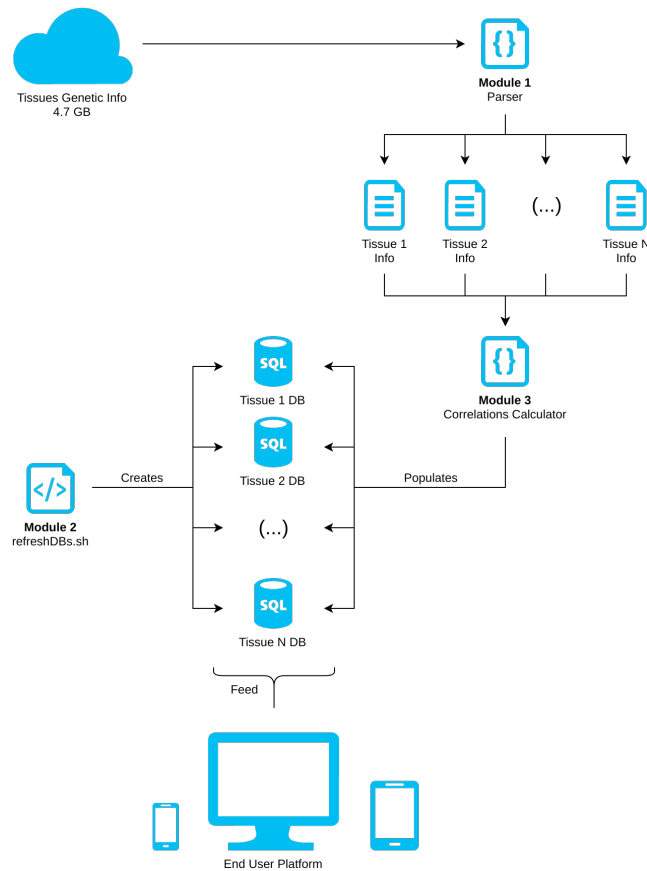 Tissues Genetic Info
4.7 GB
{}
Module 1
Parser
Tissue 1
Info
Tissue 2
Info
(...)
Tissue N
Info
{}
Module 3
Correlations Calculator
SQL
Tissue 1 DB
SQL
Tissue 2 DB
(...)
SQL
Tissue N DB
Creates
Populates
</>
Module 2
refreshDBs.sh
Feed
End User Platform